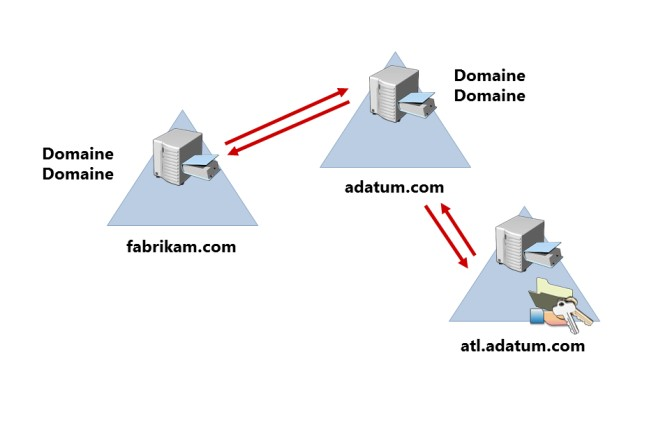 Domaine
Domaine
adatum.com
Domaine
Domaine
fabrikam.com
atl.adatum.com